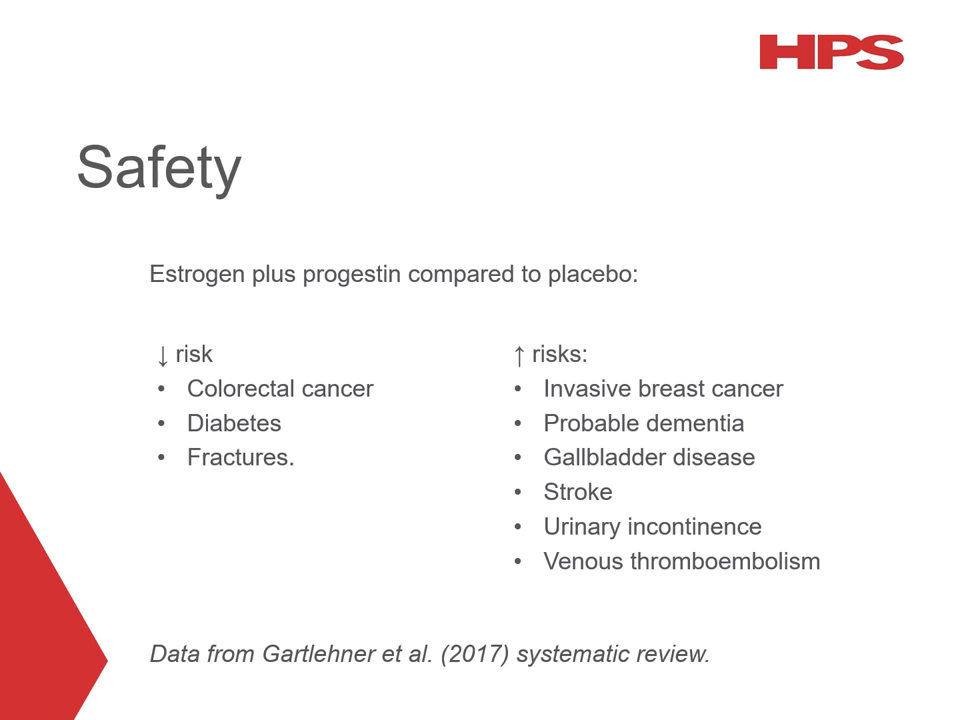 HPS
Safety
Estrogen plus progestin compared to placebo:
↓ risk
• Colorectal cancer
• Diabetes
• Fractures.
↑ risks:
• Invasive breast cancer
• Probable dementia
• Gallbladder disease
• Stroke
• Urinary incontinence
• Venous thromboembolism
Data from Gartlehner et al. (2017) systematic review.